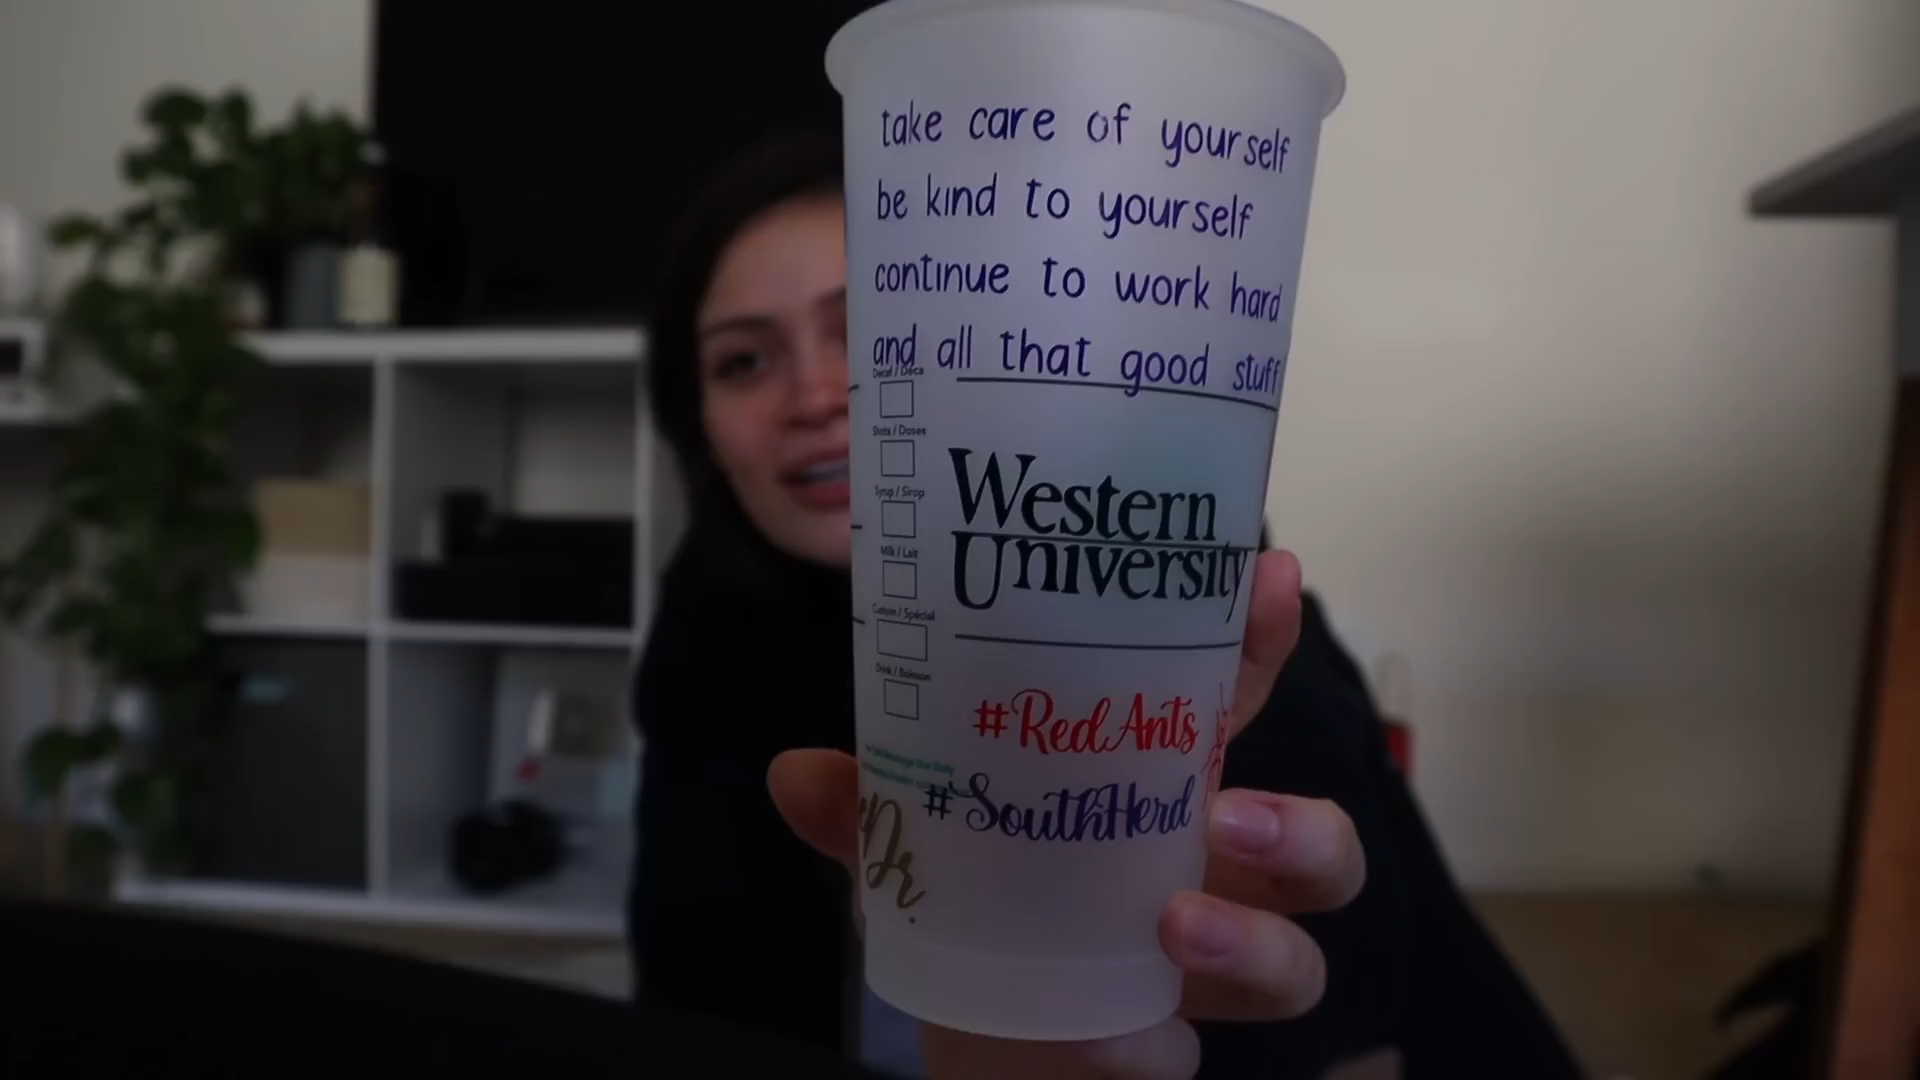 take care of yourself
be kind to yourself
continue to work hard
and all that good stuff
Decaf / Déca
Shots / Doses
Syrup / Sirop
Milk / Lait
Custom / Spécial
Drink / Boisson
Western
University
#RedAnts
#SouthHerd
Dr.